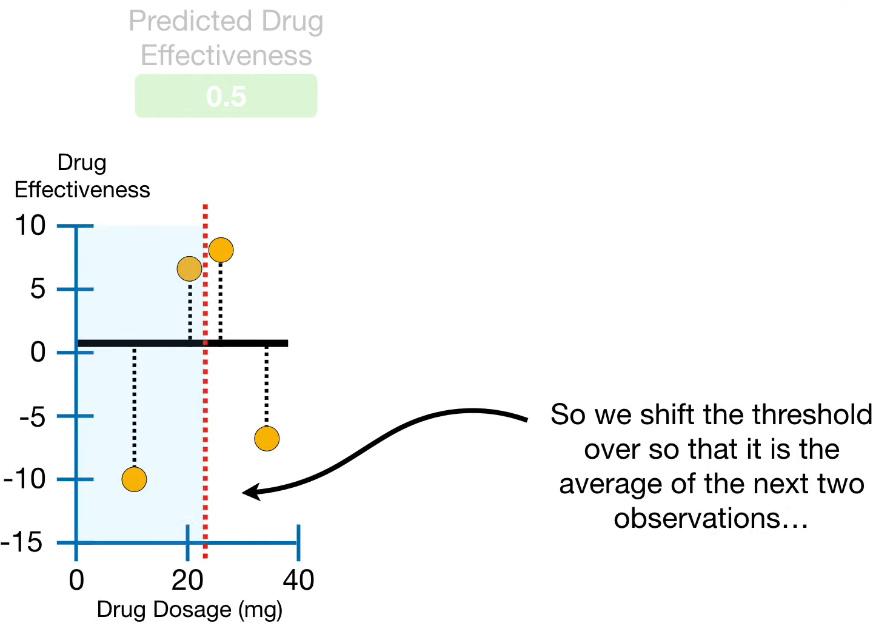 Predicted Drug
Effectiveness
0.5
Drug
Effectiveness
10
5
0
-5
-10
-15
0 20 40
Drug Dosage (mg)
So we shift the threshold
over so that it is the
average of the next two
observations…